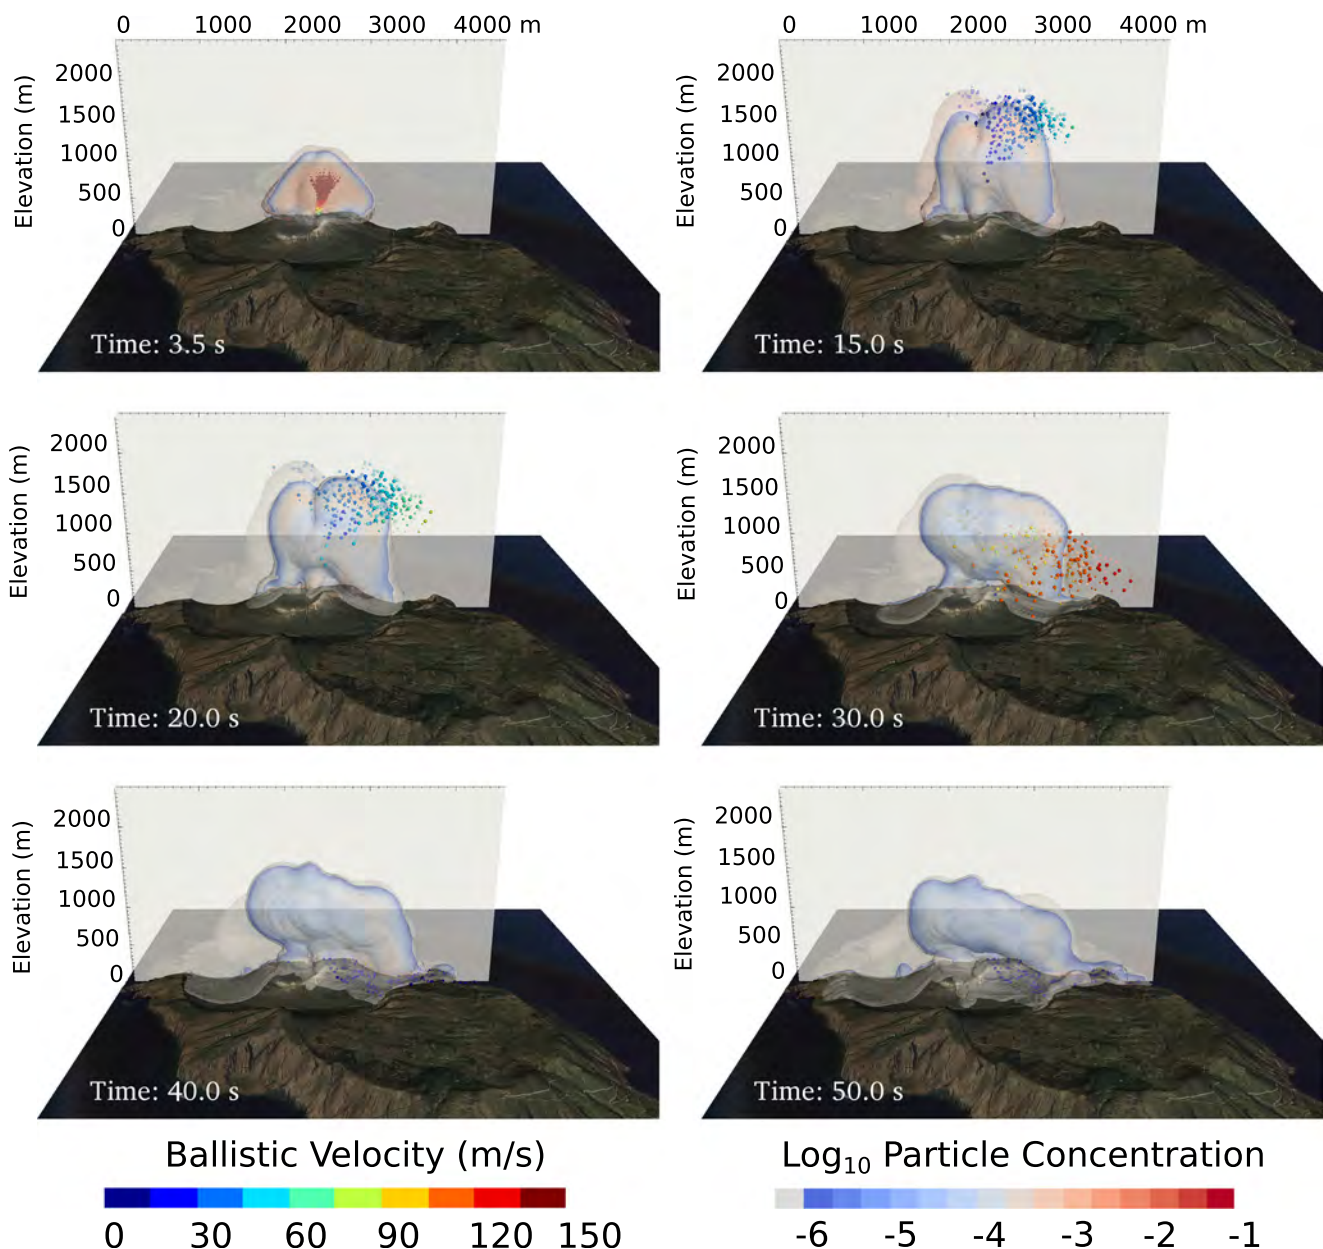 0 1000 2000 3000 4000 m
0 1000 2000 3000 4000 m
Elevation (m)
2000
1500
1000
500
0
Time: 3.5 s
Elevation (m)
2000
1500
1000
500
0
Time: 15.0 s
Elevation (m)
2000
1500
1000
500
0
Time: 20.0 s
Elevation (m)
2000
1500
1000
500
0
Time: 30.0 s
Elevation (m)
2000
1500
1000
500
0
Time: 40.0 s
Elevation (m)
2000
1500
1000
500
0
Time: 50.0 s
Ballistic Velocity (m/s)
0 30 60 90 120 150
Log₁₀ Particle Concentration
-6 -5 -4 -3 -2 -1